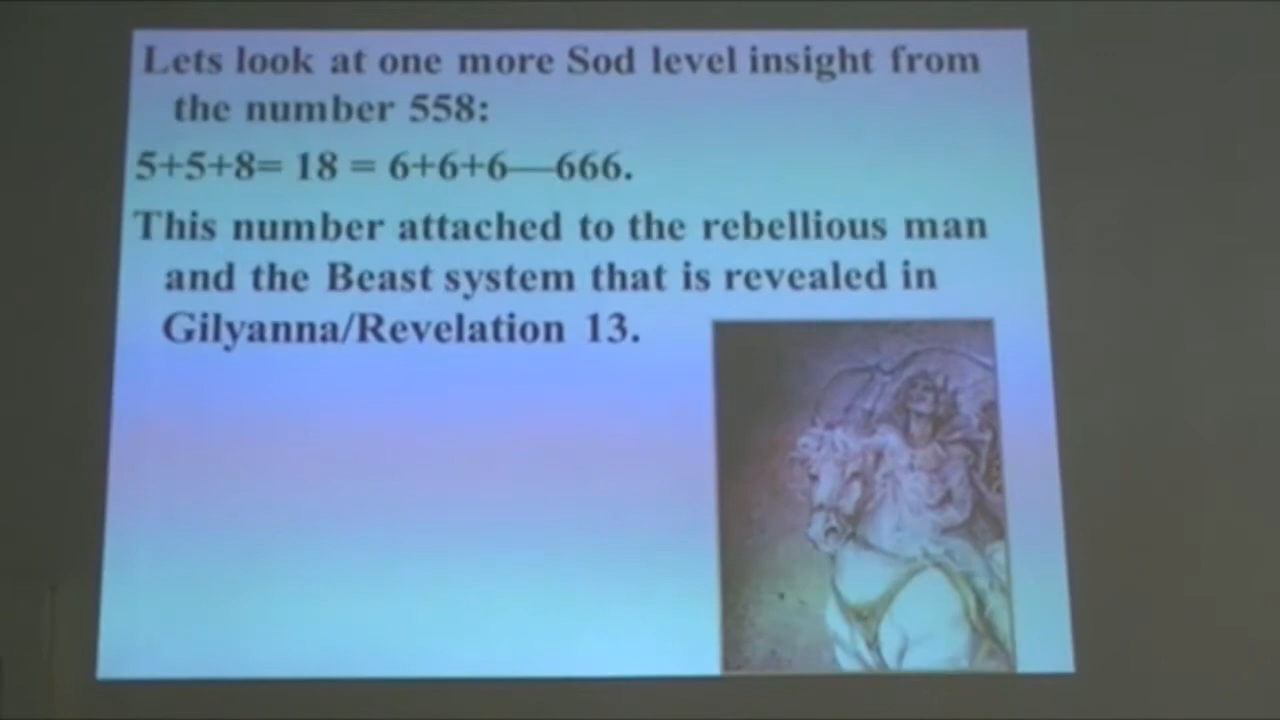 Lets look at one more Sod level insight from
the number 558:
5+5+8= 18 = 6+6+6—666.
This number attached to the rebellious man
and the Beast system that is revealed in
Gilyanna/Revelation 13.